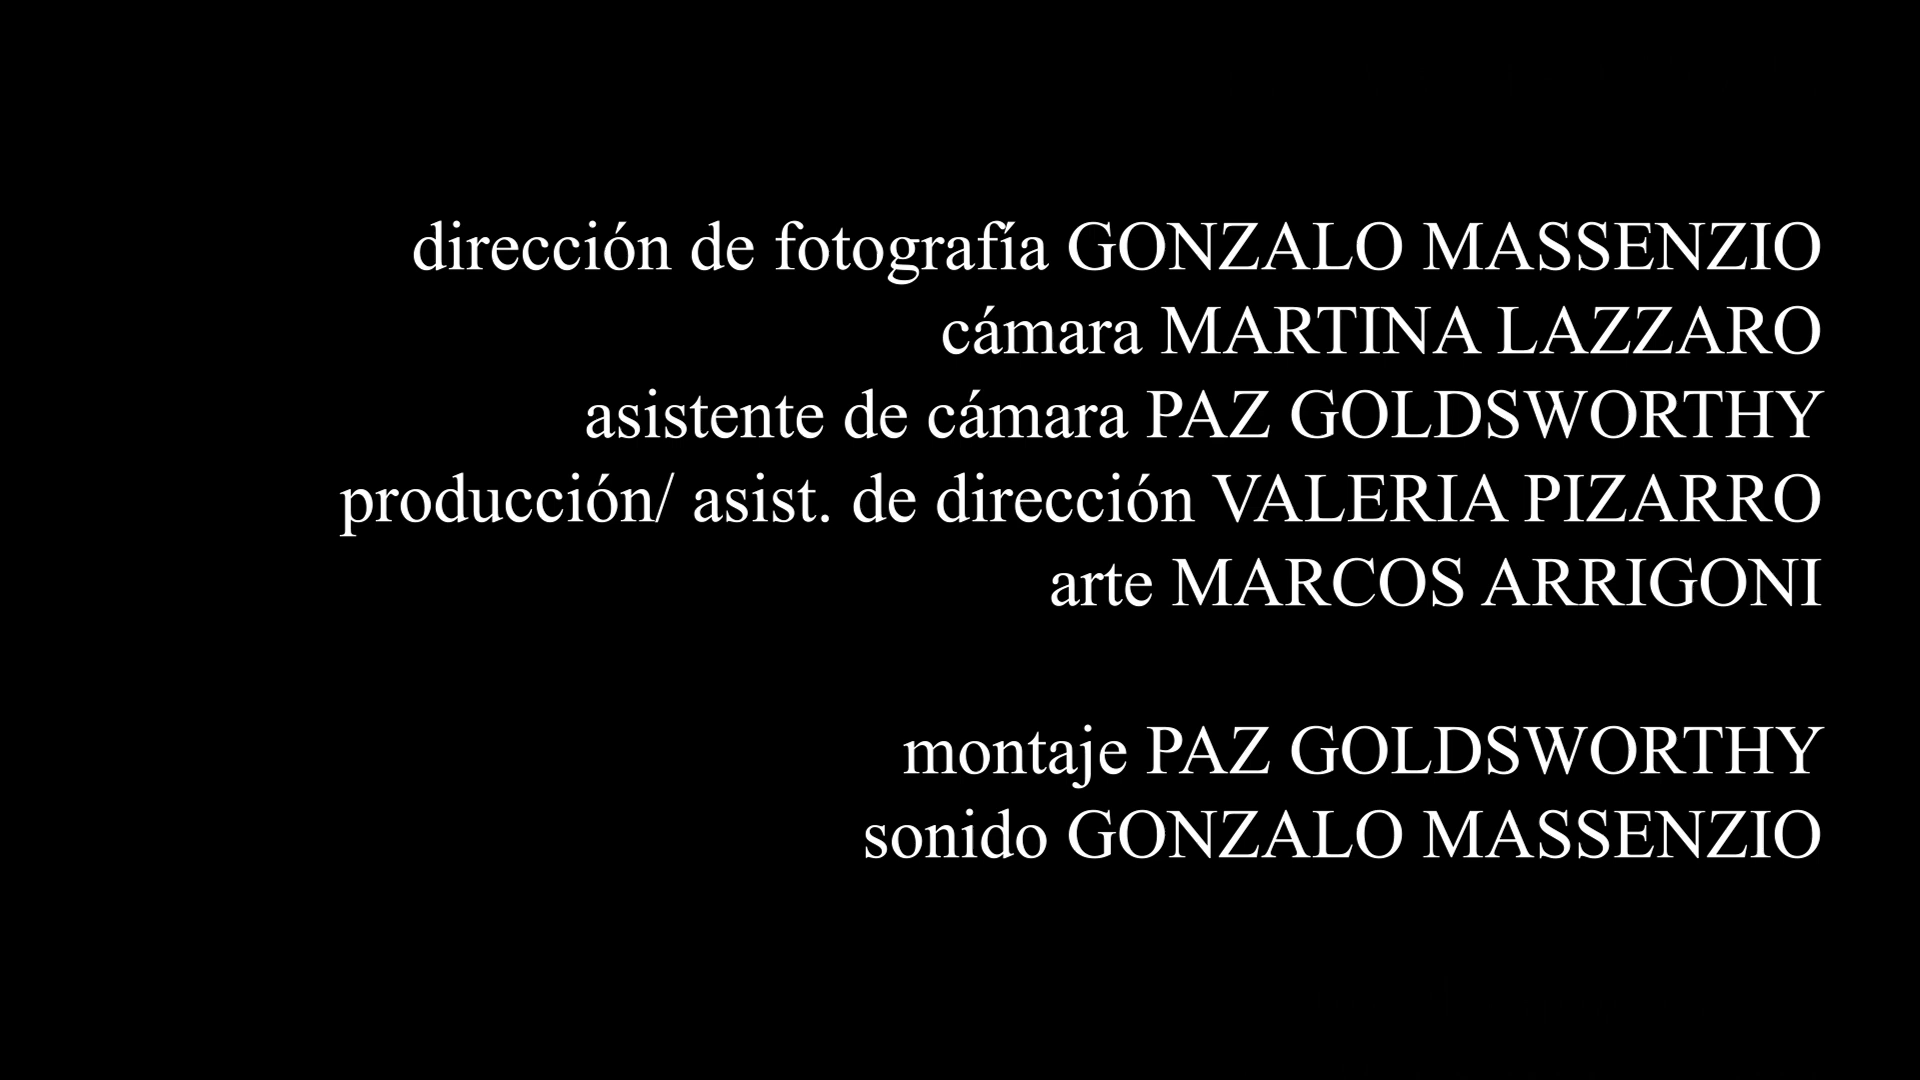 dirección de fotografía GONZALO MASSENZIO
cámara MARTINA LAZZARO
asistente de cámara PAZ GOLDSWORTHY
producción/ asist. de dirección VALERIA PIZARRO
arte MARCOS ARRIGONI
montaje PAZ GOLDSWORTHY
sonido GONZALO MASSENZIO